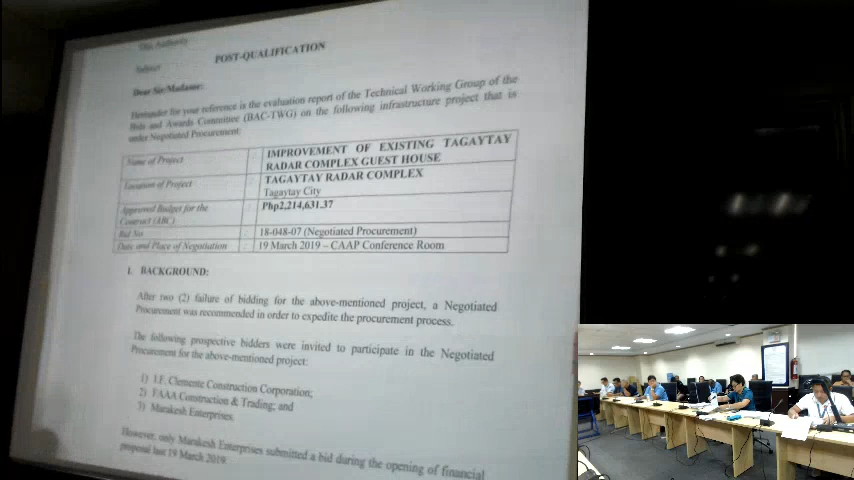 This Authority
Subject
POST-QUALIFICATION
Dear Sir/Madame:
Hereunder for your reference is the evaluation report of the Technical Working Group of the
Bids and Awards Committee (BAC-TWG) on the following infrastructure project that is
under Negotiated Procurement:
Name of Project : IMPROVEMENT OF EXISTING TAGAYTAY
RADAR COMPLEX GUEST HOUSE
Location of Project : TAGAYTAY RADAR COMPLEX
Tagaytay City
Approved Budget for the
Contract (ABC) : Php2,214,631.37
Bid No. : 18-048-07 (Negotiated Procurement)
Date and Place of Negotiation : 19 March 2019 – CAAP Conference Room
I. BACKGROUND:
After two (2) failure of bidding for the above-mentioned project, a Negotiated
Procurement was recommended in order to expedite the procurement process.
The following prospective bidders were invited to participate in the Negotiated
Procurement for the above-mentioned project:
1) I.F. Clemente Construction Corporation;
2) FAAA Construction & Trading; and
3) Marakesh Enterprises.
However, only Marakesh Enterprises submitted a bid during the opening of financial
proposal last 19 March 2019.